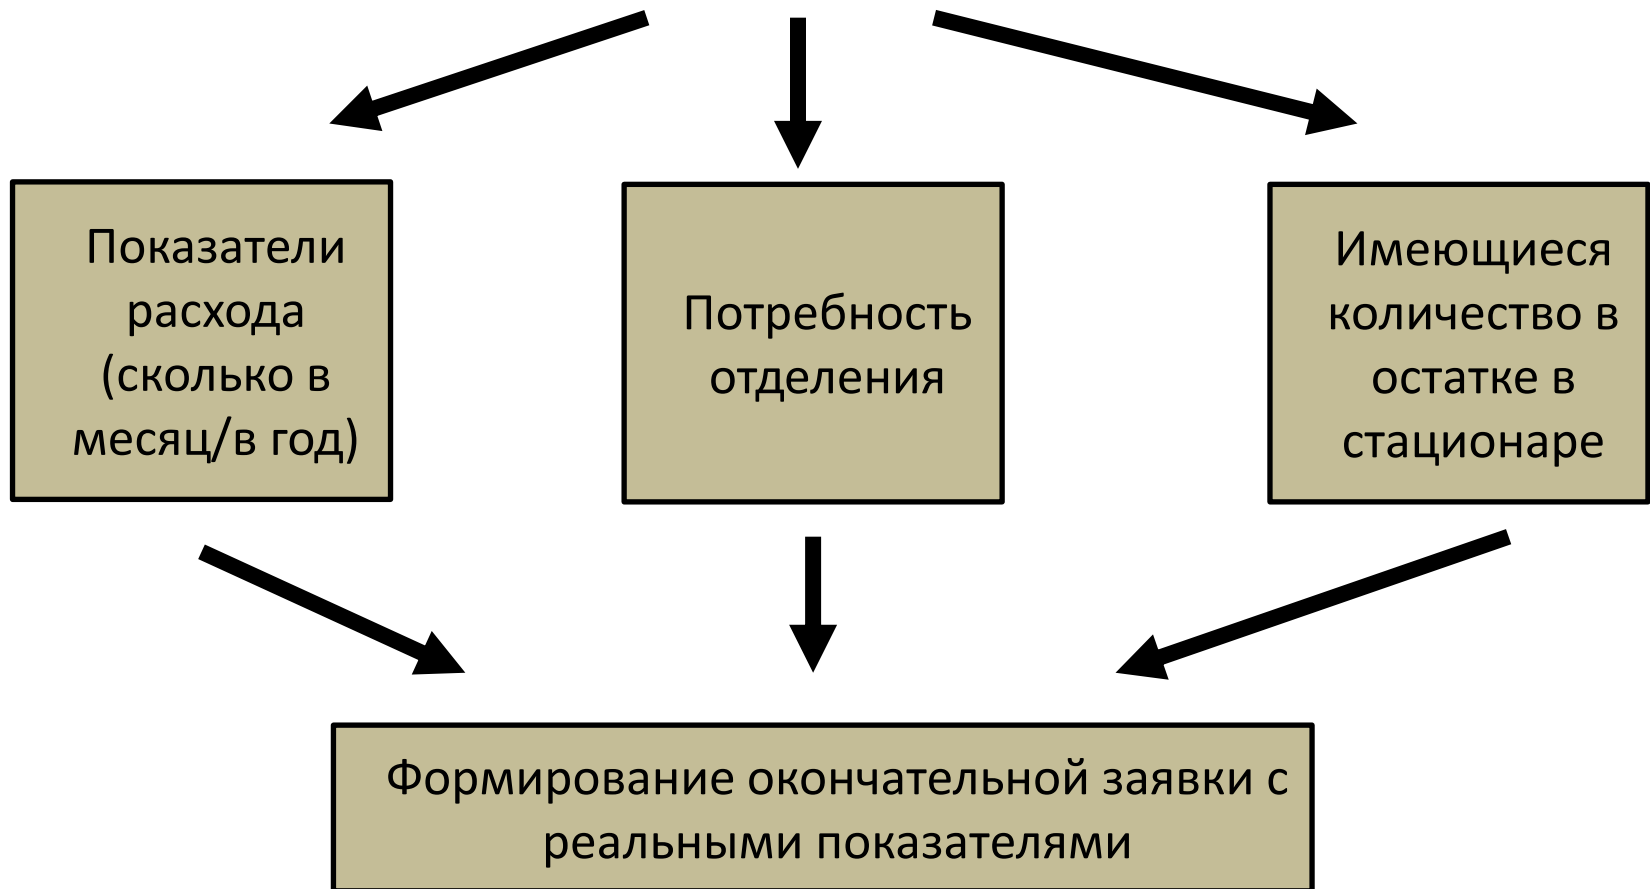 Показатели
расхода
(сколько в
месяц/в год)
Потребность
отделения
Имеющиеся
количество в
остатке в
стационаре
Формирование окончательной заявки с
реальными показателями